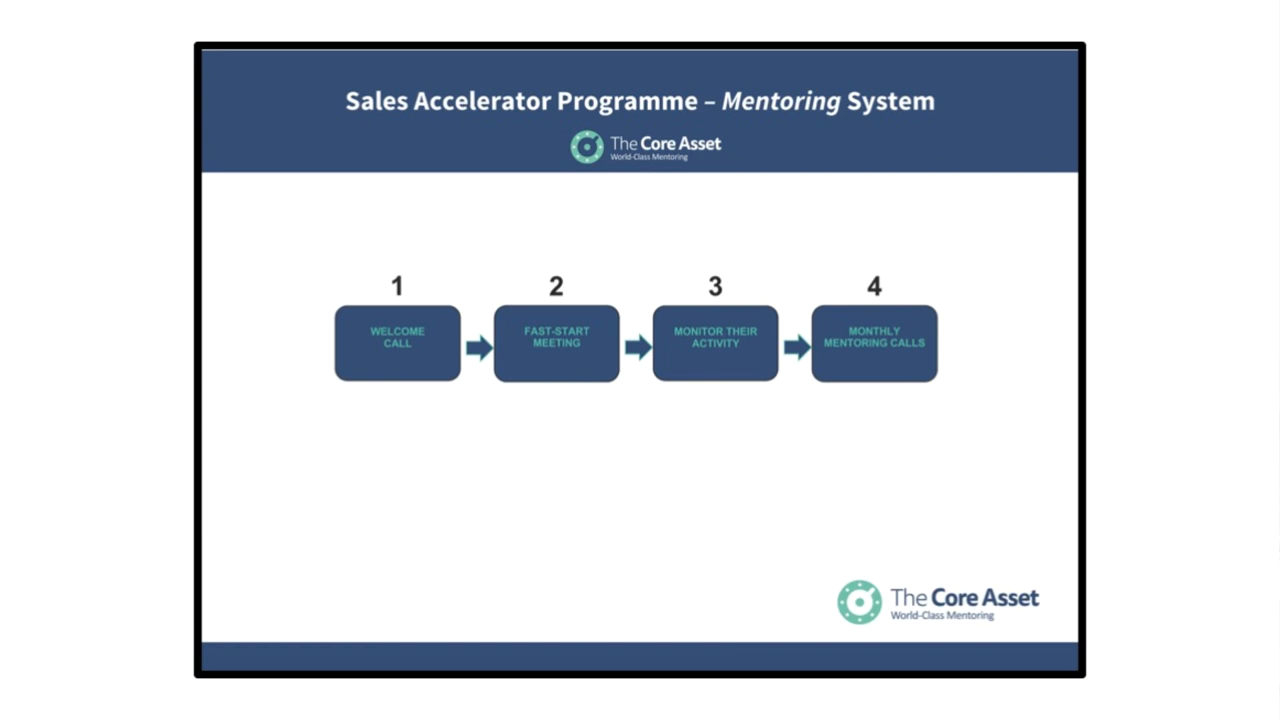 Sales Accelerator Programme – Mentoring System
The Core Asset
World-Class Mentoring
1
2
3
4
WELCOME
CALL
FAST-START
MEETING
MONITOR THEIR
ACTIVITY
MONTHLY
MENTORING CALLS
The Core Asset
World-Class Mentoring